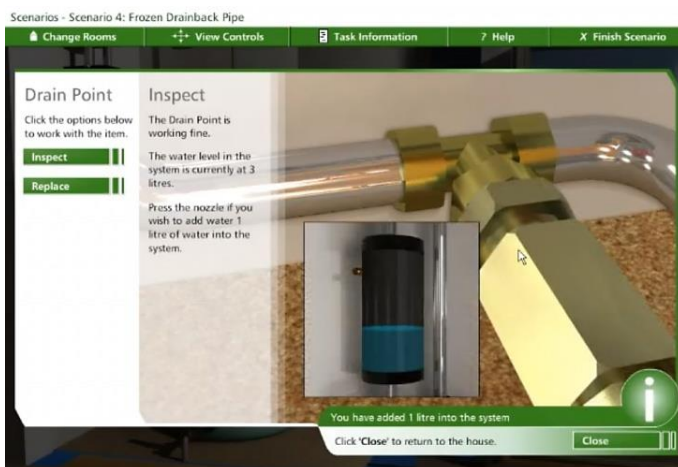 Scenarios - Scenario 4: Frozen Drainback Pipe
Change Rooms
View Controls
Task Information
? Help
X Finish Scenario
Drain Point
Click the options below
to work with the item.
Inspect
Replace
Inspect
The Drain Point is
working fine.
The water level in the
system is currently at 3
litres.
Press the nozzle if you
wish to add water 1
litre of water into the
system.
You have added 1 litre into the system
Click 'Close' to return to the house.
Close
i